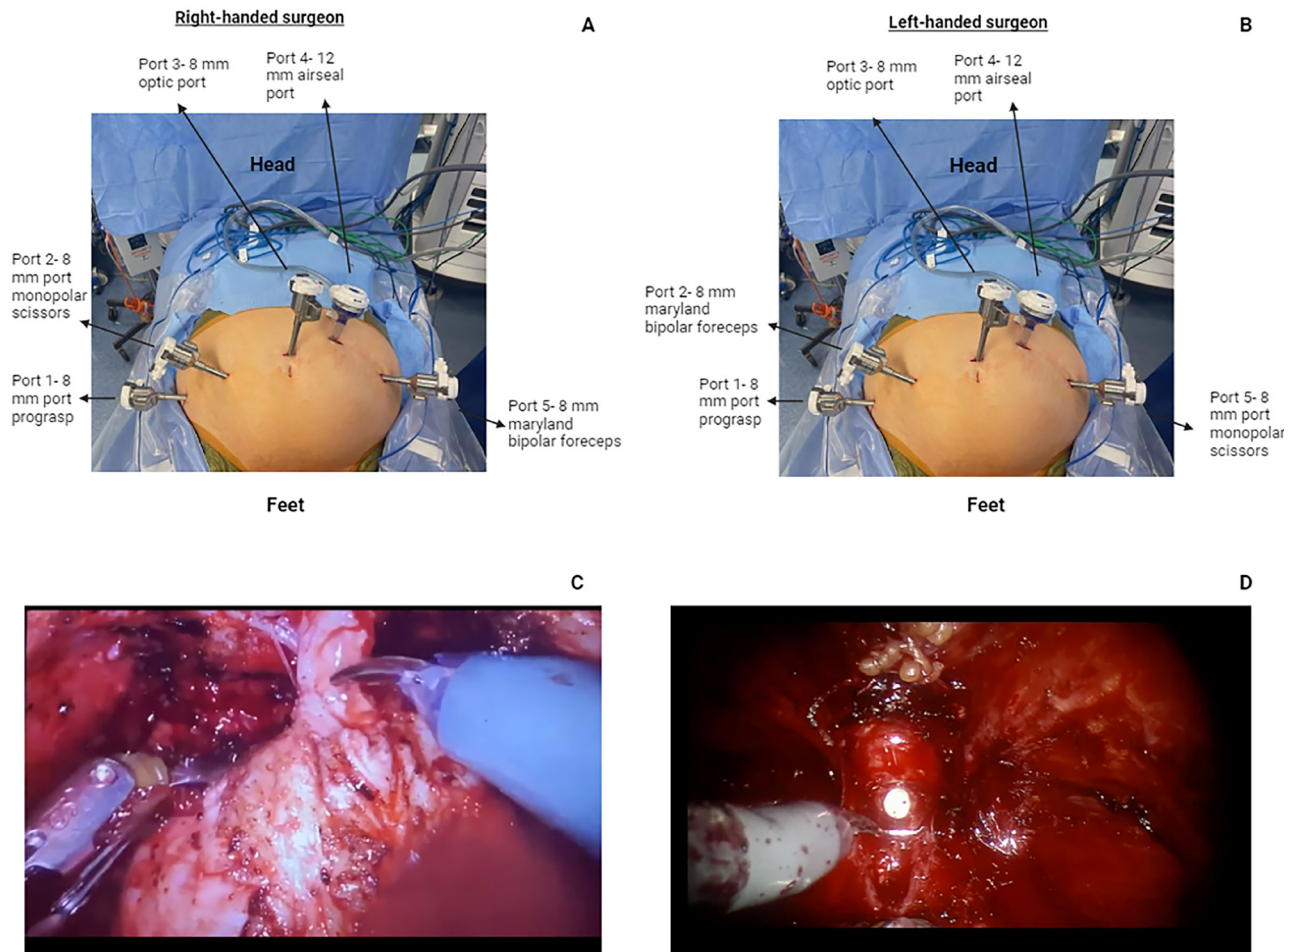 Right-handed surgeon
A
Port 3- 8 mm
optic port
Port 4- 12
mm airseal
port
Head
Port 2- 8
mm port
monopolar
scissors
Port 1- 8
mm port
prograsp
Port 5- 8 mm
maryland
bipolar foreceps
Feet
Left-handed surgeon
B
Port 3- 8 mm
optic port
Port 4- 12
mm airseal
port
Head
Port 2- 8 mm
maryland
bipolar foreceps
Port 1- 8
mm port
prograsp
Port 5- 8
mm port
monopolar
scissors
Feet
C
D